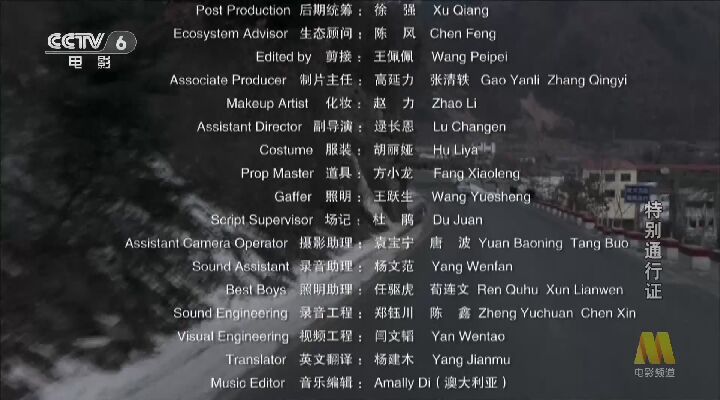 Post Production 后期统筹：徐 强 Xu Qiang
CCTV 6
电影
Ecosystem Advisor 生态顾问：陈 风 Chen Feng
Edited by 剪接：王佩佩 Wang Peipei
Associate Producer 制片主任：高延力 张清轶 Gao Yanli Zhang Qingyi
Makeup Artist 化妆：赵 力 Zhao Li
Assistant Director 副导演：逯长恩 Lu Changen
Costume 服装：胡丽娅 Hu Liya
Prop Master 道具：方小龙 Fang Xiaoleng
Gaffer 照明：王跃生 Wang Yuesheng
Script Supervisor 场记：杜 鹃 Du Juan
特别通行证
Assistant Camera Operator 摄影助理：袁宝宁 唐 波 Yuan Baoning Tang Buo
Sound Assistant 录音助理：杨文范 Yang Wenfan
Best Boys 照明助理：任驱虎 荀连文 Ren Quhu Xun Lianwen
Sound Engineering 录音工程：郑钰川 陈 鑫 Zheng Yuchuan Chen Xin
Visual Engineering 视频工程：闫文韬 Yan Wentao
Translator 英文翻译：杨建木 Yang Jianmu
电影频道
Music Editor 音乐编辑：Amally Di（澳大利亚）